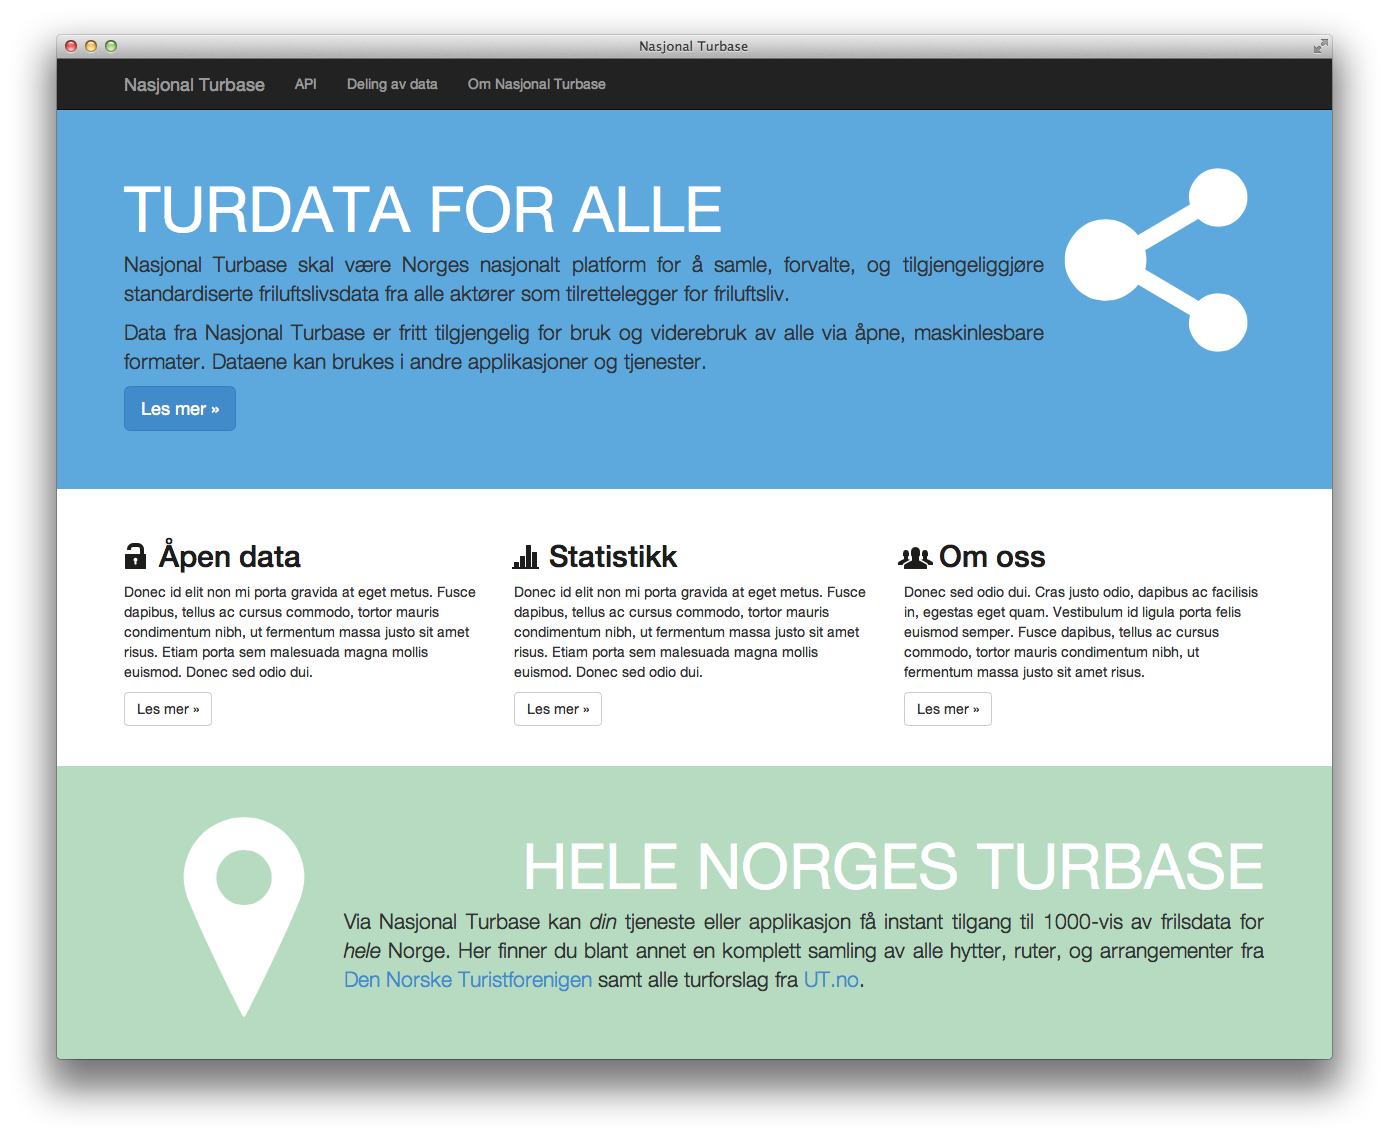 Nasjonal Turbase
Nasjonal Turbase API Deling av data Om Nasjonal Turbase
TURDATA FOR ALLE
Nasjonal Turbase skal være Norges nasjonalt platform for å samle, forvalte, og tilgjengeliggjøre
standardiserte friluftslivsdata fra alle aktører som tilrettelegger for friluftsliv.
Data fra Nasjonal Turbase er fritt tilgjengelig for bruk og viderebruk av alle via åpne, maskinlesbare
formater. Dataene kan brukes i andre applikasjoner og tjenester.
Les mer »
Åpen data
Donec id elit non mi porta gravida at eget metus. Fusce
dapibus, tellus ac cursus commodo, tortor mauris
condimentum nibh, ut fermentum massa justo sit amet
risus. Etiam porta sem malesuada magna mollis
euismod. Donec sed odio dui.
Les mer »
Statistikk
Donec id elit non mi porta gravida at eget metus. Fusce
dapibus, tellus ac cursus commodo, tortor mauris
condimentum nibh, ut fermentum massa justo sit amet
risus. Etiam porta sem malesuada magna mollis
euismod. Donec sed odio dui.
Les mer »
Om oss
Donec sed odio dui. Cras justo odio, dapibus ac facilisis
in, egestas eget quam. Vestibulum id ligula porta felis
euismod semper. Fusce dapibus, tellus ac cursus
commodo, tortor mauris condimentum nibh, ut
fermentum massa justo sit amet risus.
Les mer »
HELE NORGES TURBASE
Via Nasjonal Turbase kan din tjeneste eller applikasjon få instant tilgang til 1000-vis av frilsdata for
hele Norge. Her finner du blant annet en komplett samling av alle hytter, ruter, og arrangementer fra
Den Norske Turistforenigen samt alle turforslag fra UT.no.